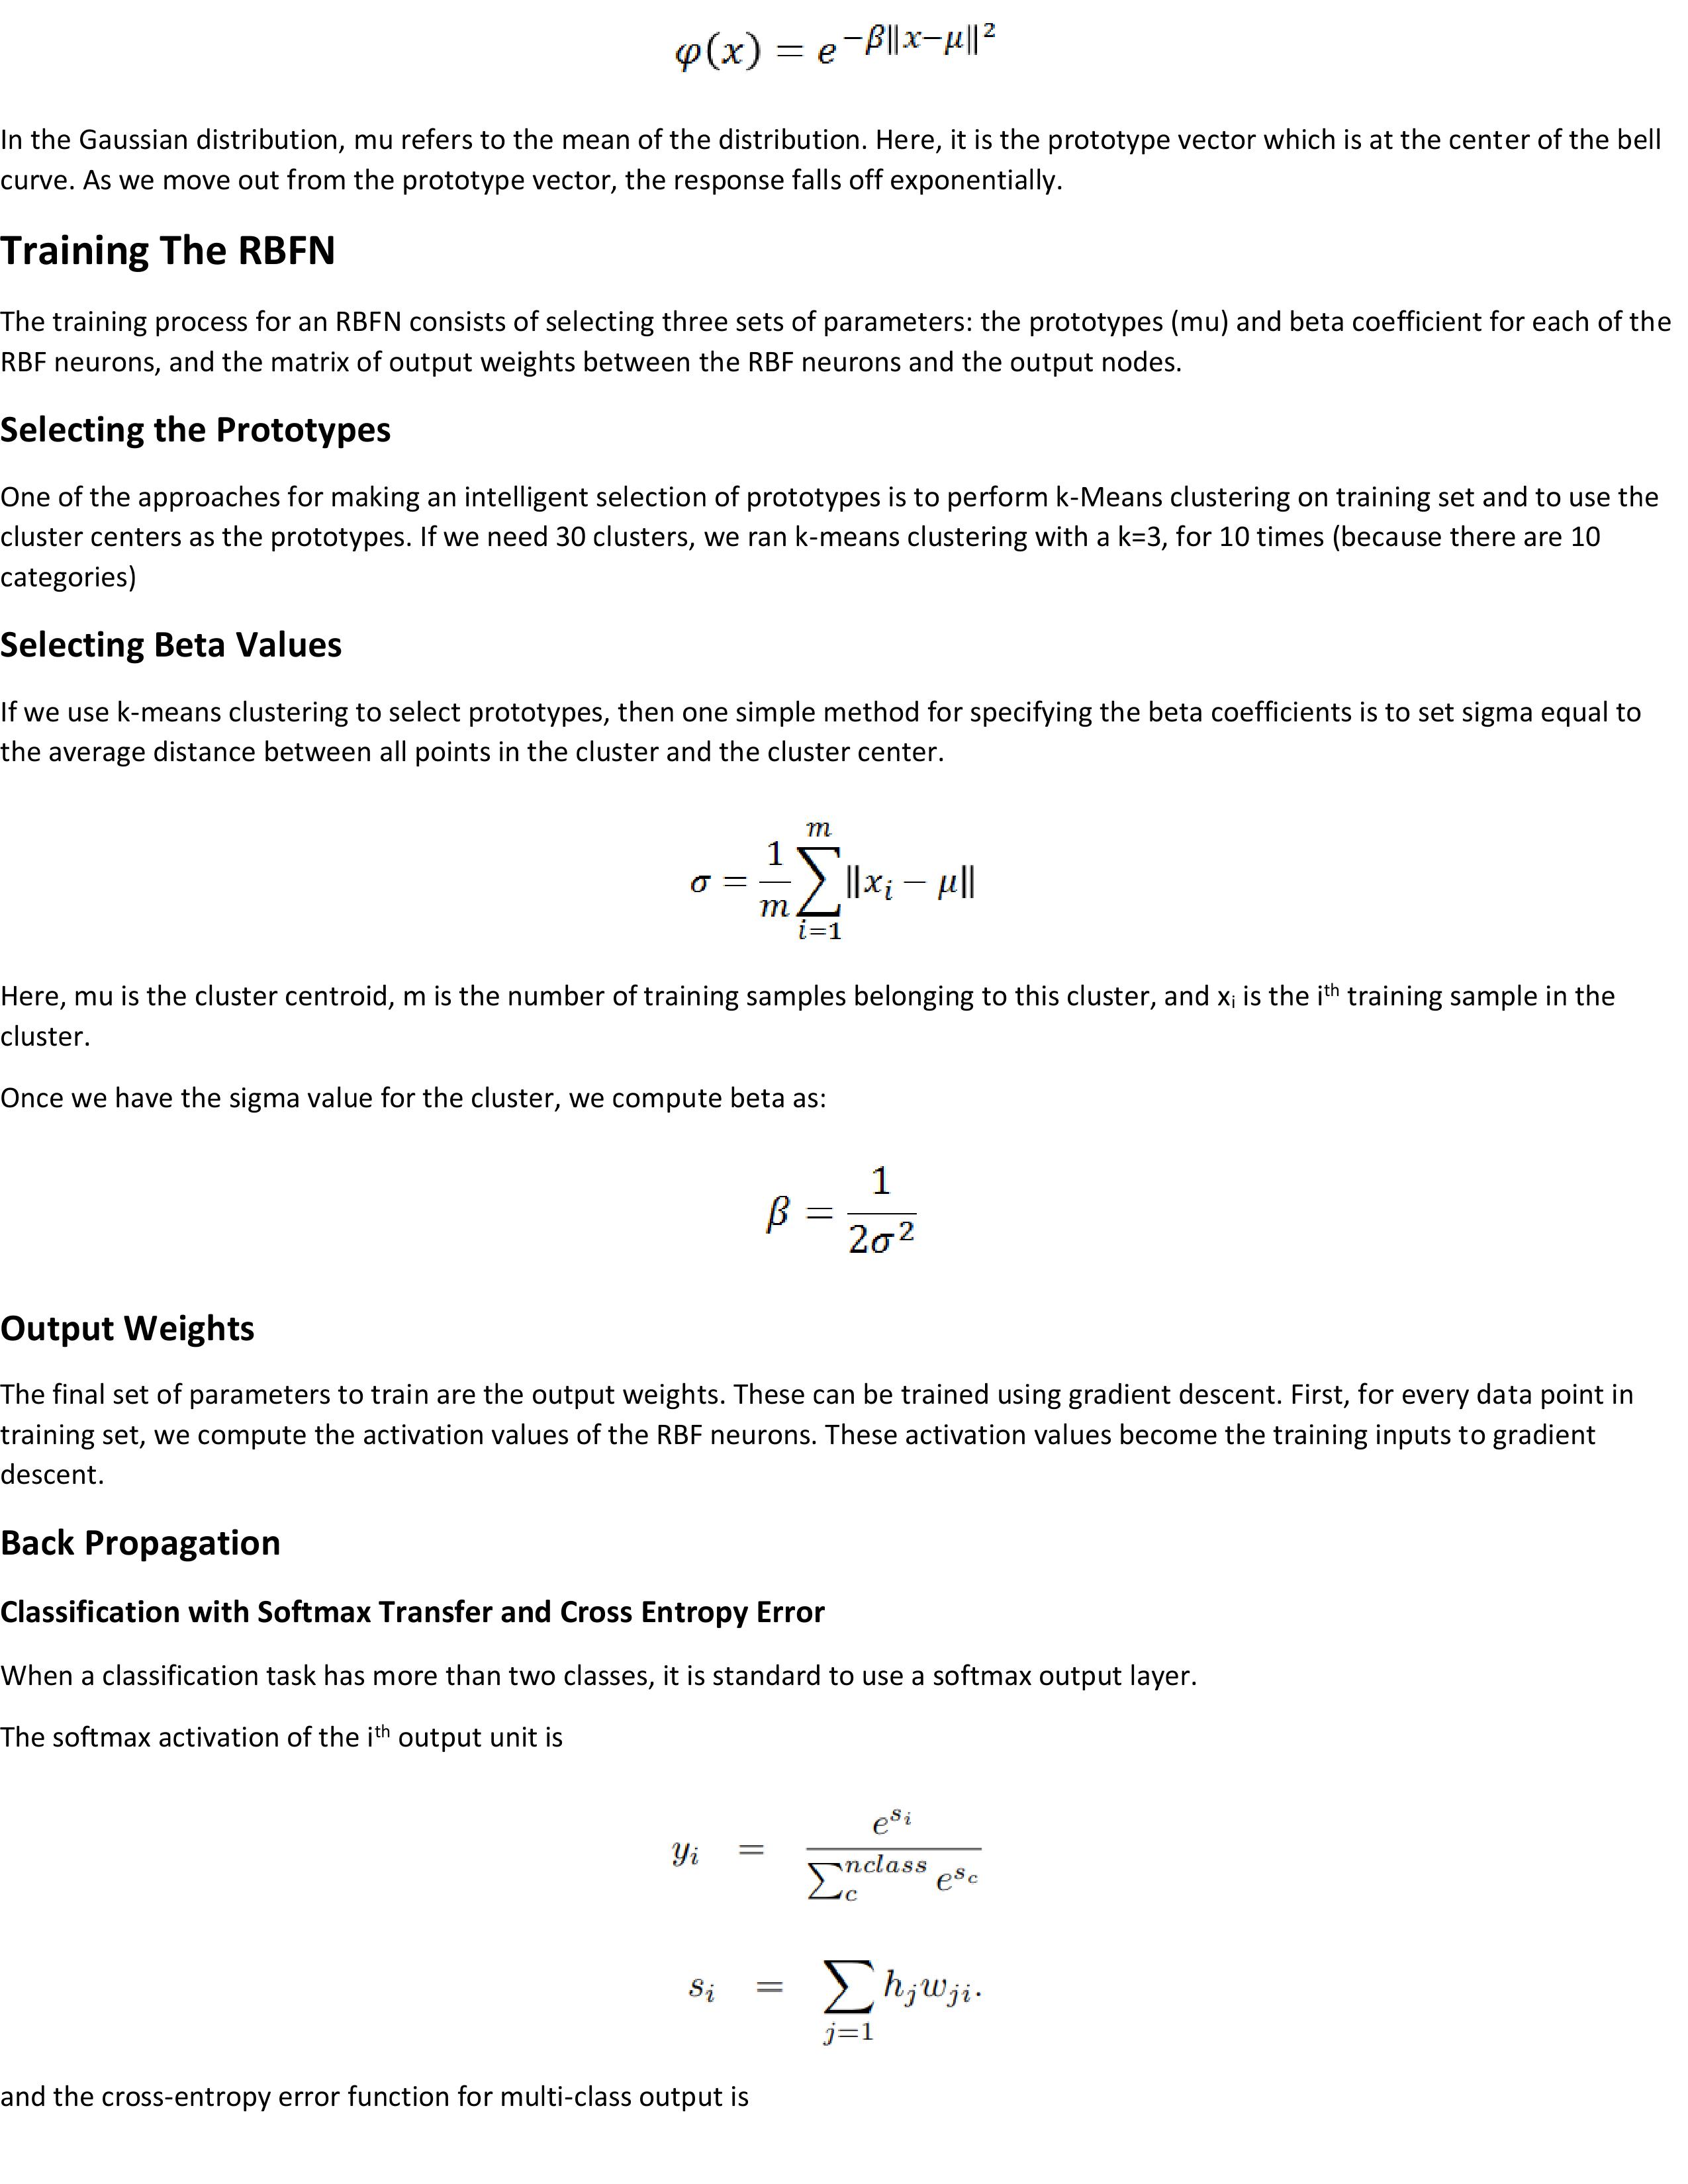 φ(x) = e^{−β‖x−μ‖²}
In the Gaussian distribution, mu refers to the mean of the distribution. Here, it is the prototype vector which is at the center of the bell
curve. As we move out from the prototype vector, the response falls off exponentially.
Training The RBFN
The training process for an RBFN consists of selecting three sets of parameters: the prototypes (mu) and beta coefficient for each of the
RBF neurons, and the matrix of output weights between the RBF neurons and the output nodes.
Selecting the Prototypes
One of the approaches for making an intelligent selection of prototypes is to perform k-Means clustering on training set and to use the
cluster centers as the prototypes. If we need 30 clusters, we ran k-means clustering with a k=3, for 10 times (because there are 10
categories)
Selecting Beta Values
If we use k-means clustering to select prototypes, then one simple method for specifying the beta coefficients is to set sigma equal to
the average distance between all points in the cluster and the cluster center.
σ = \frac{1}{m} \sum_{i=1}^{m} ‖x_i − μ‖
Here, mu is the cluster centroid, m is the number of training samples belonging to this cluster, and x_i is the i^th training sample in the
cluster.
Once we have the sigma value for the cluster, we compute beta as:
β = \frac{1}{2σ^2}
Output Weights
The final set of parameters to train are the output weights. These can be trained using gradient descent. First, for every data point in
training set, we compute the activation values of the RBF neurons. These activation values become the training inputs to gradient
descent.
Back Propagation
Classification with Softmax Transfer and Cross Entropy Error
When a classification task has more than two classes, it is standard to use a softmax output layer.
The softmax activation of the i^th output unit is
y_i = \frac{e^{s_i}}{\sum_{c}^{nclass} e^{s_c}}
s_i = \sum_{j=1} h_j w_{ji}.
and the cross-entropy error function for multi-class output is